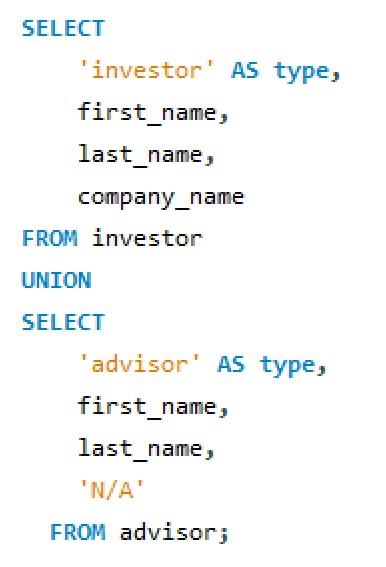 SELECT
'investor' AS type,
first_name,
last_name,
company_name
FROM investor
UNION
SELECT
'advisor' AS type,
first_name,
last_name,
'N/A'
FROM advisor;